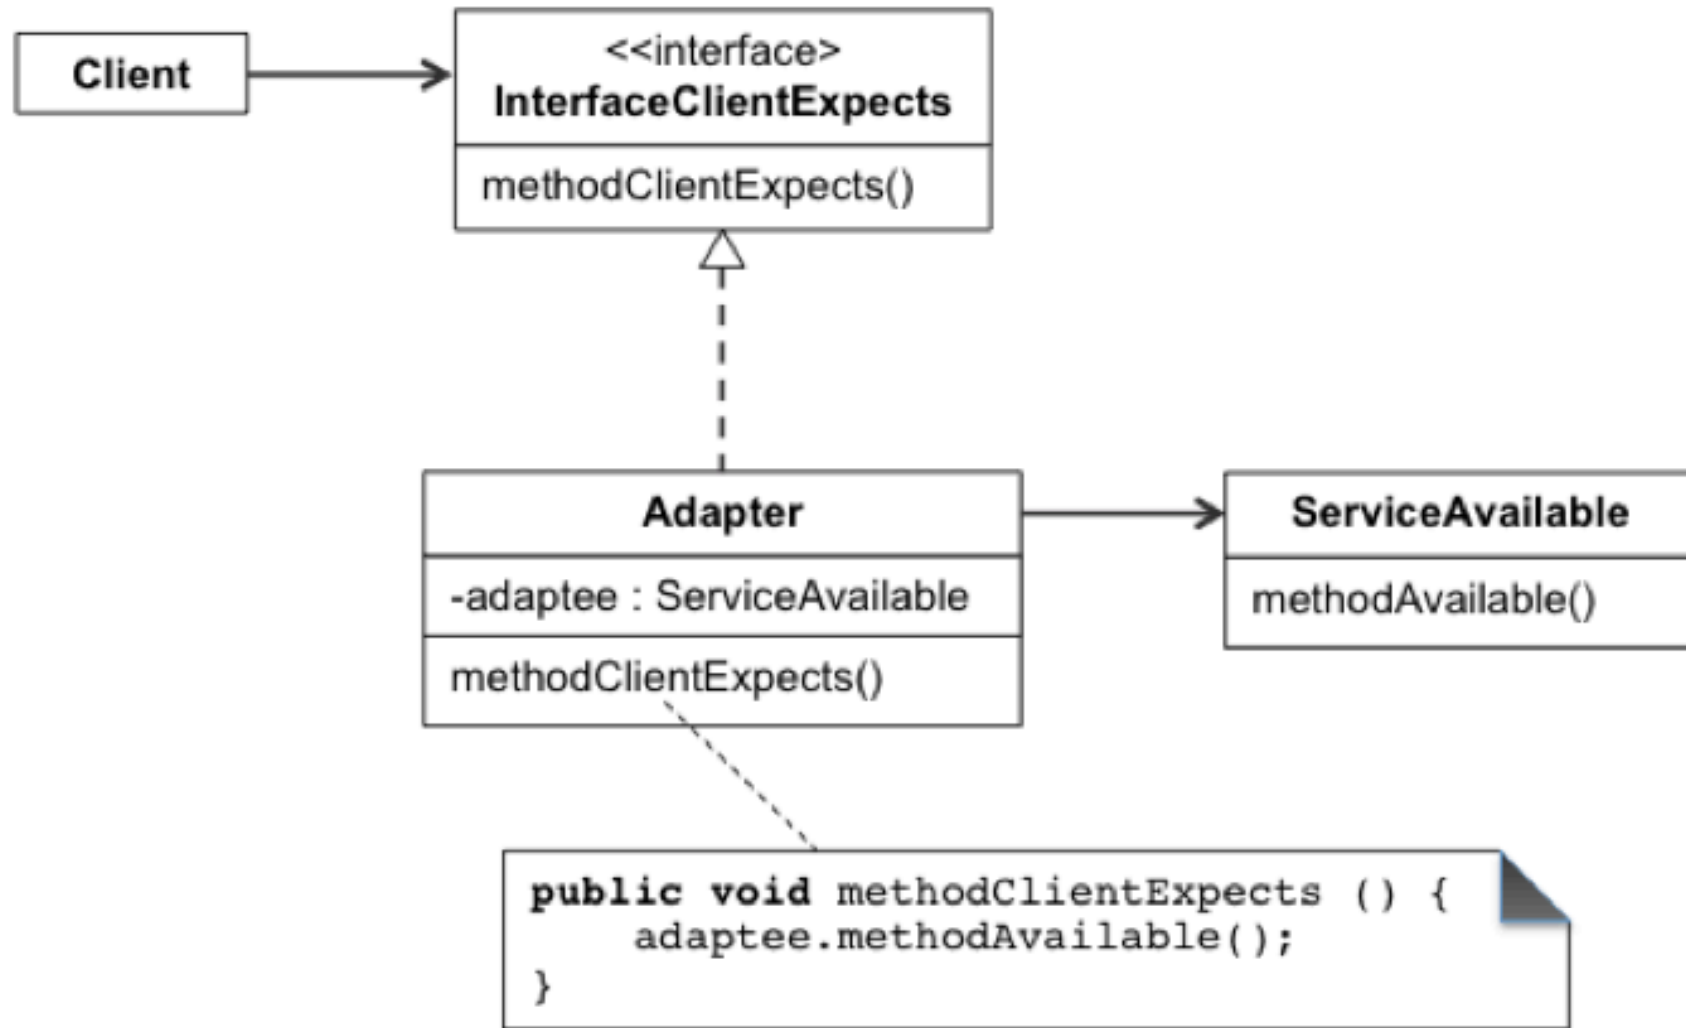 Client
<<interface>
InterfaceClientExpects
methodClientExpects()
Adapter
-adaptee : ServiceAvailable
methodClientExpects()
ServiceAvailable
methodAvailable()
public void methodClientExpects () {
adaptee.methodAvailable();
}